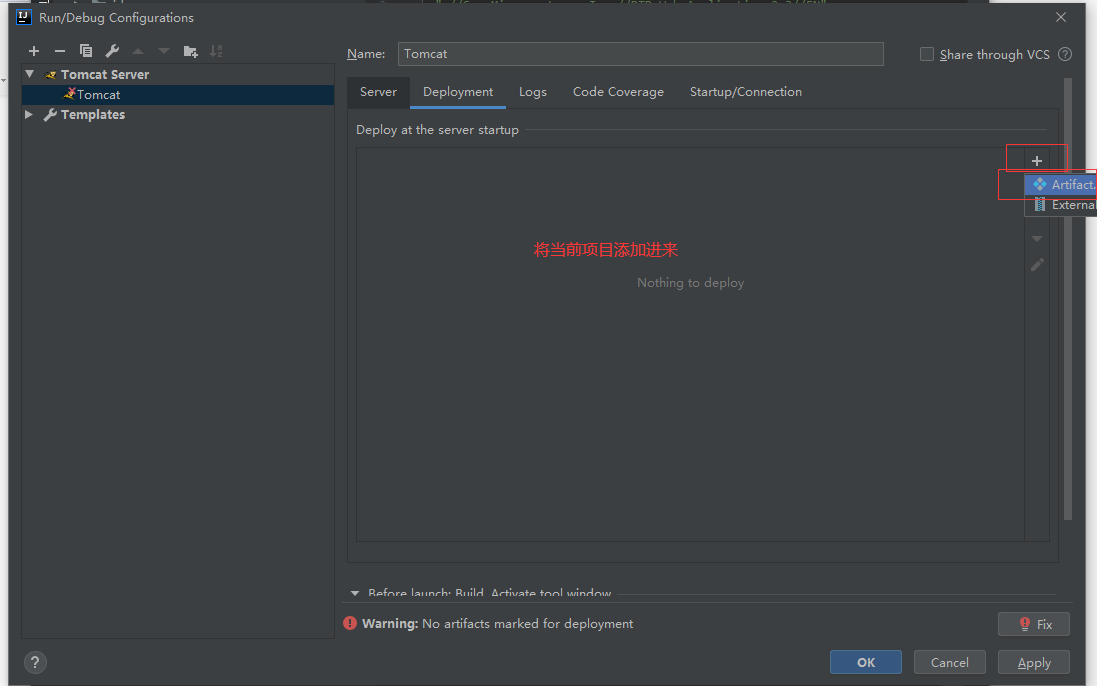 Run/Debug Configurations
Name: Tomcat
Share through VCS
Tomcat Server
Tomcat
Templates
Server Deployment Logs Code Coverage Startup/Connection
Deploy at the server startup
Artifact.
Externa
将当前项目添加进来
Nothing to deploy
Before launch: Build, Activate tool window
Warning: No artifacts marked for deployment
Fix
OK Cancel Apply